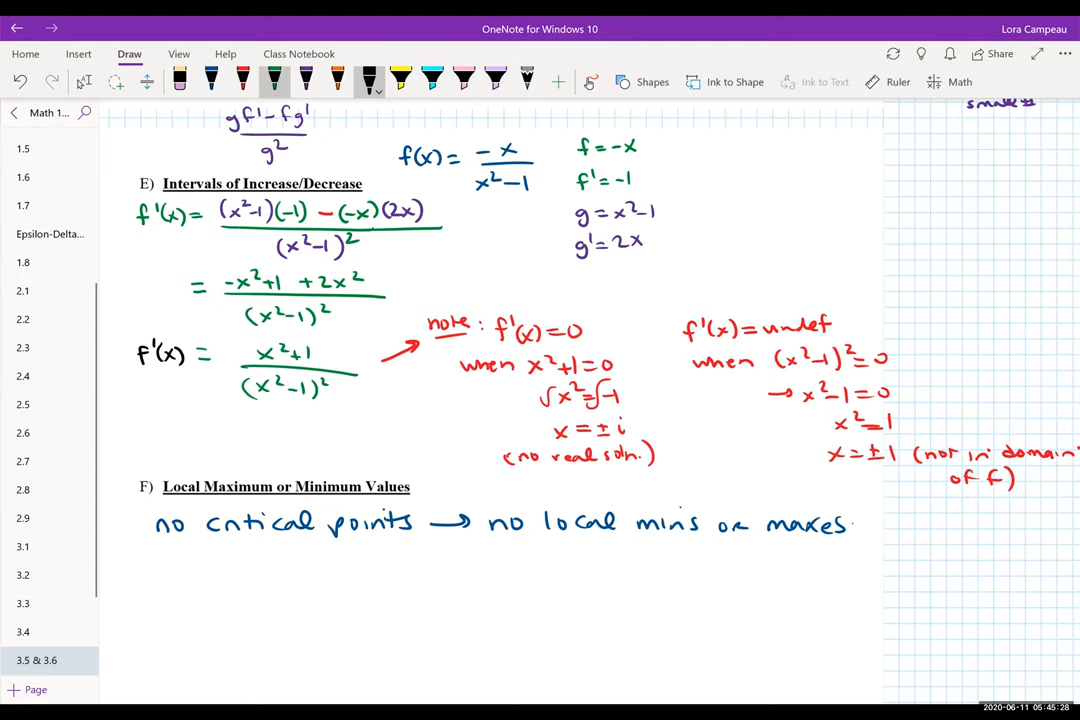 OneNote for Windows 10
Lora Campeau
Home Insert Draw View Help Class Notebook
Share
Shapes Ink to Shape Ink to Text Ruler Math
Math 1...
1.5
1.6
1.7
Epsilon-Delta...
1.8
2.1
2.2
2.3
2.4
2.5
2.6
2.7
2.8
2.9
3.1
3.2
3.3
3.4
3.5 & 3.6
Page
gf' - fg'
g²
f(x) = -x
x² - 1
f = -x
f' = -1
g = x² - 1
g' = 2x
E) Intervals of Increase/Decrease
f'(x) = (x²-1)(-1) - (-x)(2x)
(x²-1)²
= -x²+1 +2x²
(x²-1)²
f'(x) = x²+1
(x²-1)²
note: f'(x) = 0
when x²+1=0
√x² = √-1
x = ± i
(no real soln.)
f'(x) = undef
when (x²-1)² = 0
→ x²-1 = 0
x² = 1
x = ±1 (not in domain
of f)
F) Local Maximum or Minimum Values
no critical points → no local mins or maxes
2020-06-11 05:45:28